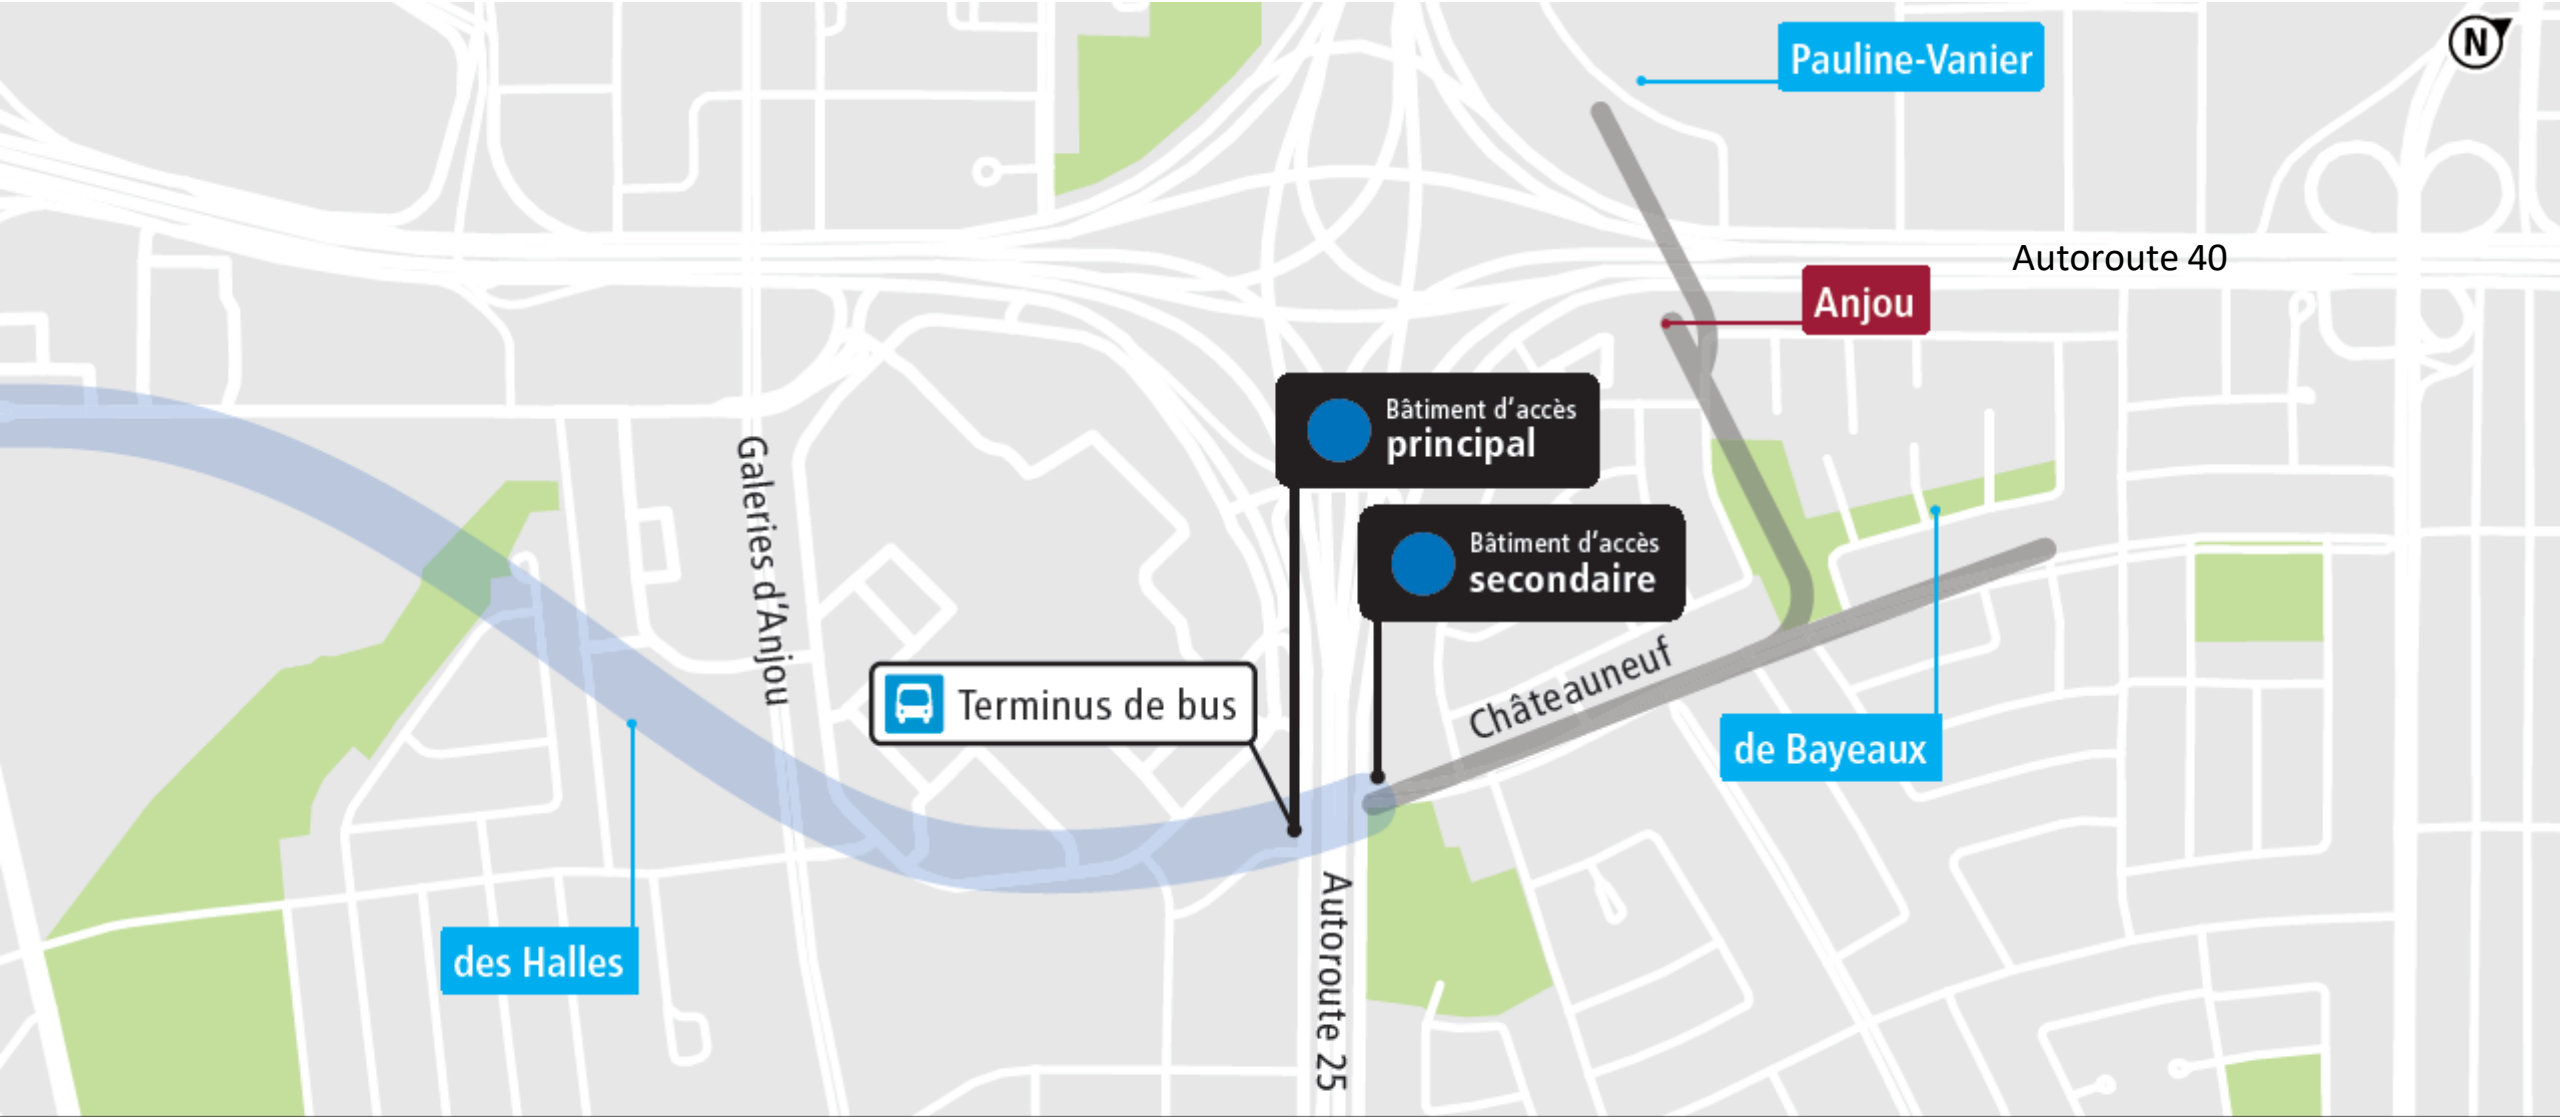 N
Pauline-Vanier
Autoroute 40
Anjou
Bâtiment d'accès
principal
Galeries d'Anjou
Bâtiment d'accès
secondaire
Châteauneuf
Terminus de bus
de Bayeaux
Autoroute 25
des Halles